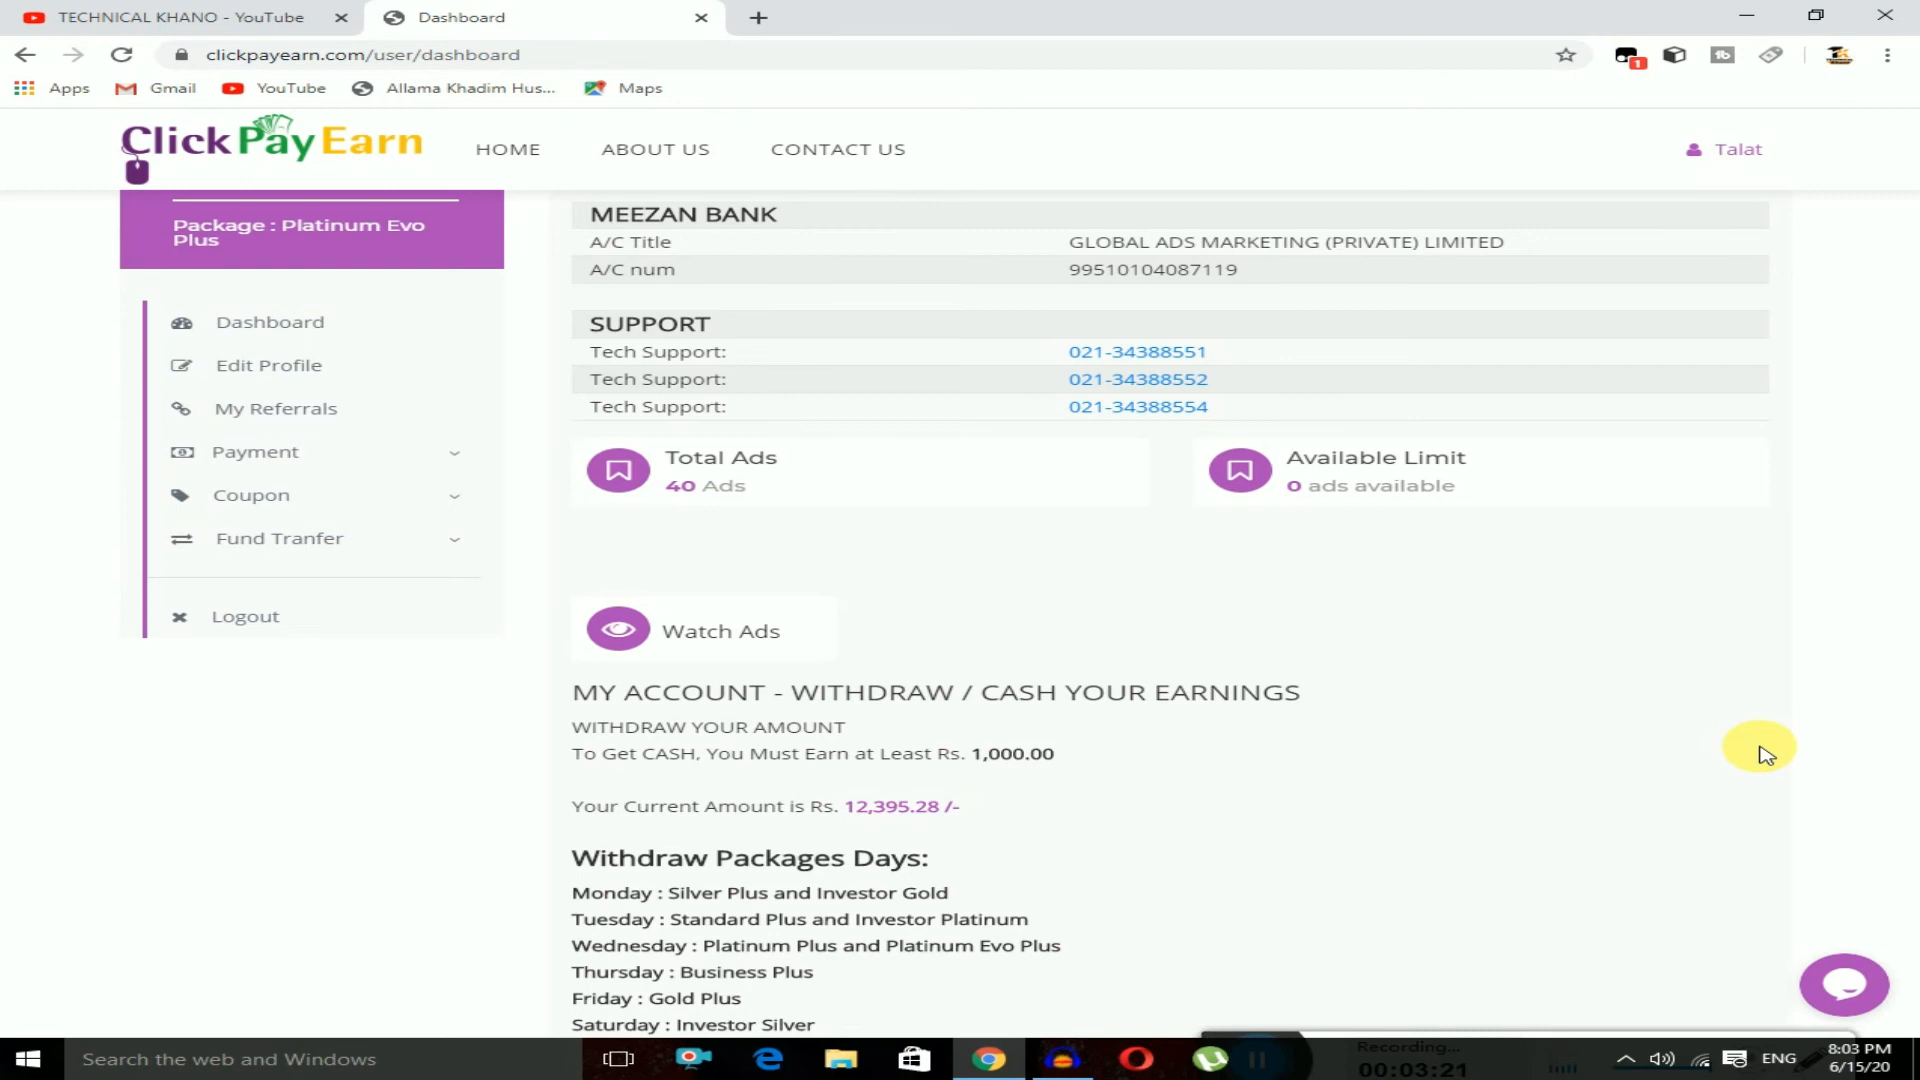 TECHNICAL KHANO - YouTube
Dashboard
clickpayearn.com/user/dashboard
1
Apps
Gmail
YouTube
Allama Khadim Hus...
Maps
ClickPayEarn
HOME
ABOUT US
CONTACT US
Talat
Package : Platinum Evo
Plus
Dashboard
Edit Profile
My Referrals
Payment
Coupon
Fund Tranfer
Logout
MEEZAN BANK
A/C Title GLOBAL ADS MARKETING (PRIVATE) LIMITED
A/C num 99510104087119
SUPPORT
Tech Support: 021-34388551
Tech Support: 021-34388552
Tech Support: 021-34388554
Total Ads
40 Ads
Available Limit
0 ads available
Watch Ads
MY ACCOUNT - WITHDRAW / CASH YOUR EARNINGS
WITHDRAW YOUR AMOUNT
To Get CASH, You Must Earn at Least Rs. 1,000.00
Your Current Amount is Rs. 12,395.28 /-
Withdraw Packages Days:
Monday : Silver Plus and Investor Gold
Tuesday : Standard Plus and Investor Platinum
Wednesday : Platinum Plus and Platinum Evo Plus
Thursday : Business Plus
Friday : Gold Plus
Saturday : Investor Silver
Search the web and Windows
Recording...
00:03:21
ENG
8:03 PM
6/15/20